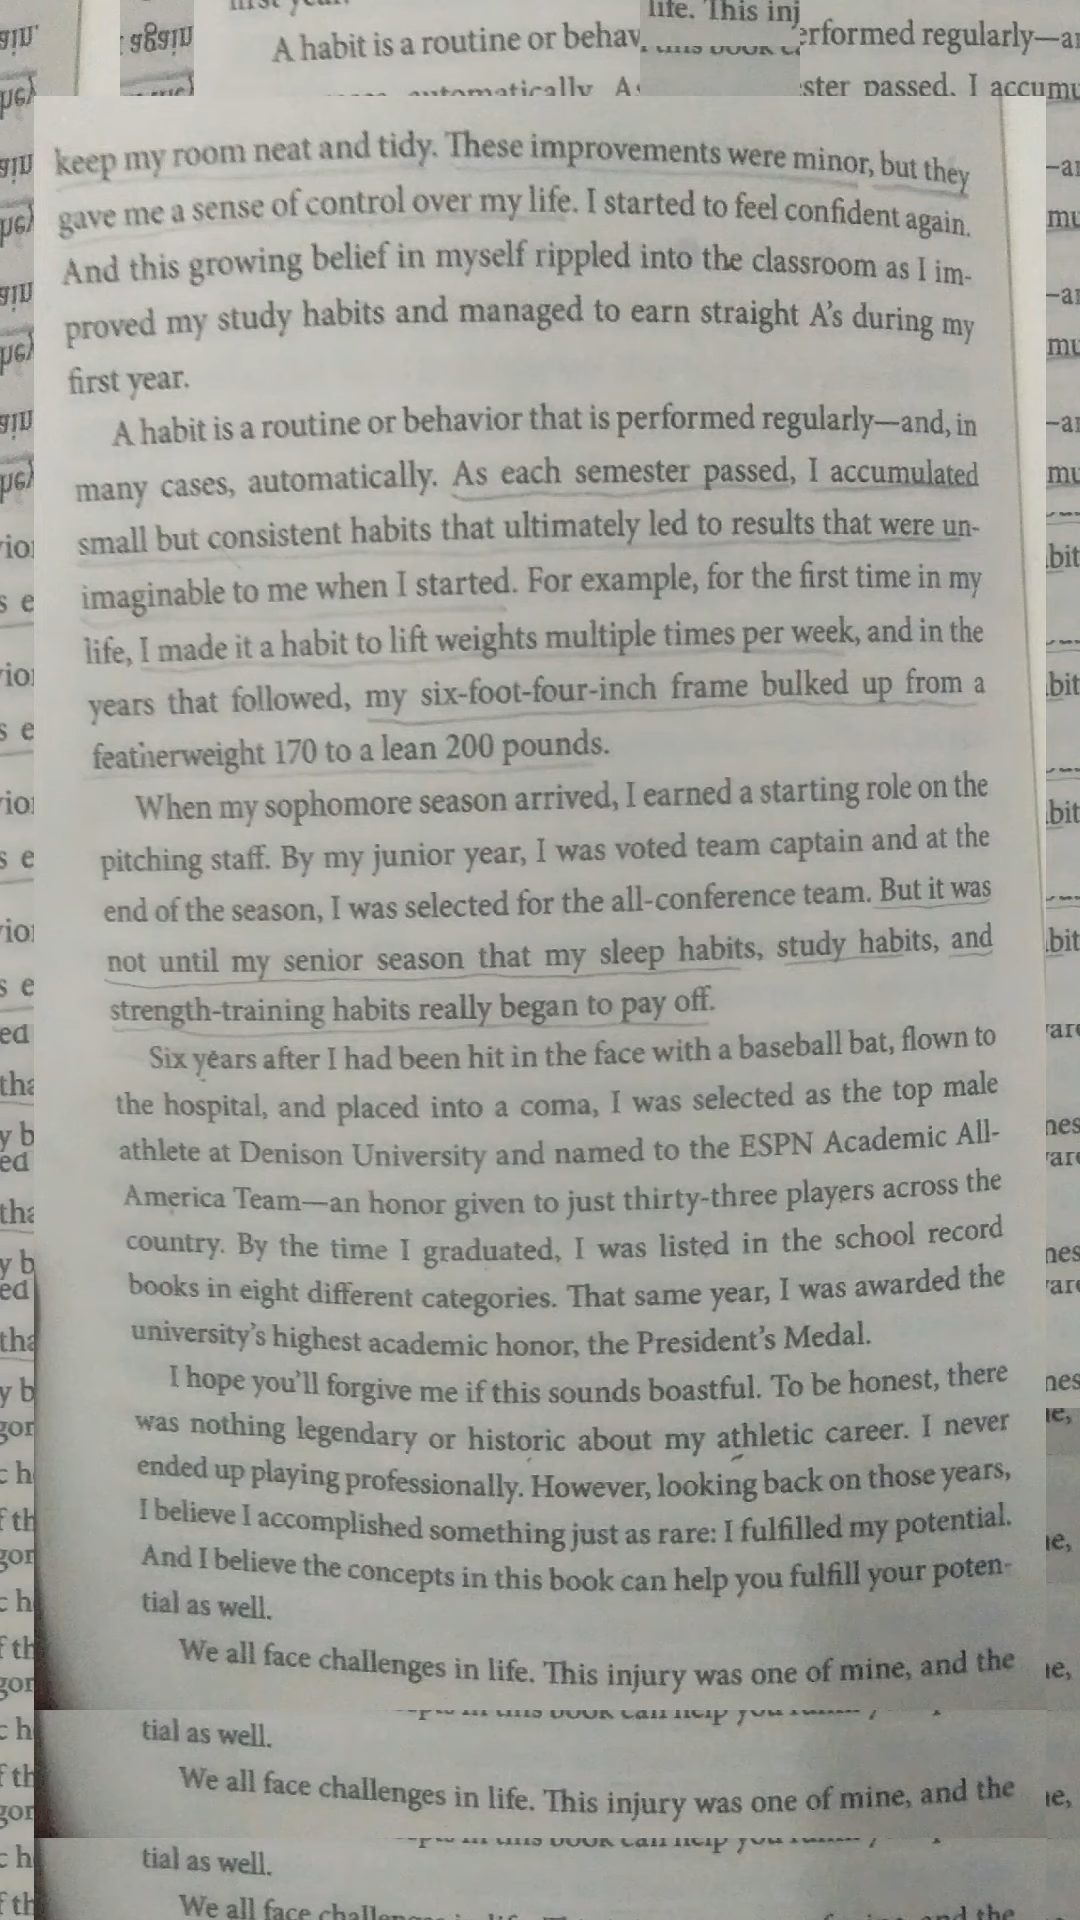 A habit is a routine or behav
life. This inj
erformed regularly—a
automatically. A
ster passed, I accumu
keep my room neat and tidy. These improvements were minor, but they
gave me a sense of control over my life. I started to feel confident again.
And this growing belief in myself rippled into the classroom as I im-
proved my study habits and managed to earn straight A's during my
first year.
A habit is a routine or behavior that is performed regularly—and, in
many cases, automatically. As each semester passed, I accumulated
small but consistent habits that ultimately led to results that were un-
imaginable to me when I started. For example, for the first time in my
life, I made it a habit to lift weights multiple times per week, and in the
years that followed, my six-foot-four-inch frame bulked up from a
featherweight 170 to a lean 200 pounds.
When my sophomore season arrived, I earned a starting role on the
pitching staff. By my junior year, I was voted team captain and at the
end of the season, I was selected for the all-conference team. But it was
not until my senior season that my sleep habits, study habits, and
strength-training habits really began to pay off.
Six years after I had been hit in the face with a baseball bat, flown to
the hospital, and placed into a coma, I was selected as the top male
athlete at Denison University and named to the ESPN Academic All-
America Team—an honor given to just thirty-three players across the
country. By the time I graduated, I was listed in the school record
books in eight different categories. That same year, I was awarded the
university's highest academic honor, the President's Medal.
I hope you'll forgive me if this sounds boastful. To be honest, there
was nothing legendary or historic about my athletic career. I never
ended up playing professionally. However, looking back on those years,
I believe I accomplished something just as rare: I fulfilled my potential.
And I believe the concepts in this book can help you fulfill your poten-
tial as well.
We all face challenges in life. This injury was one of mine, and the
tial as well.
We all face challenges in life. This injury was one of mine, and the
tial as well.
We all face